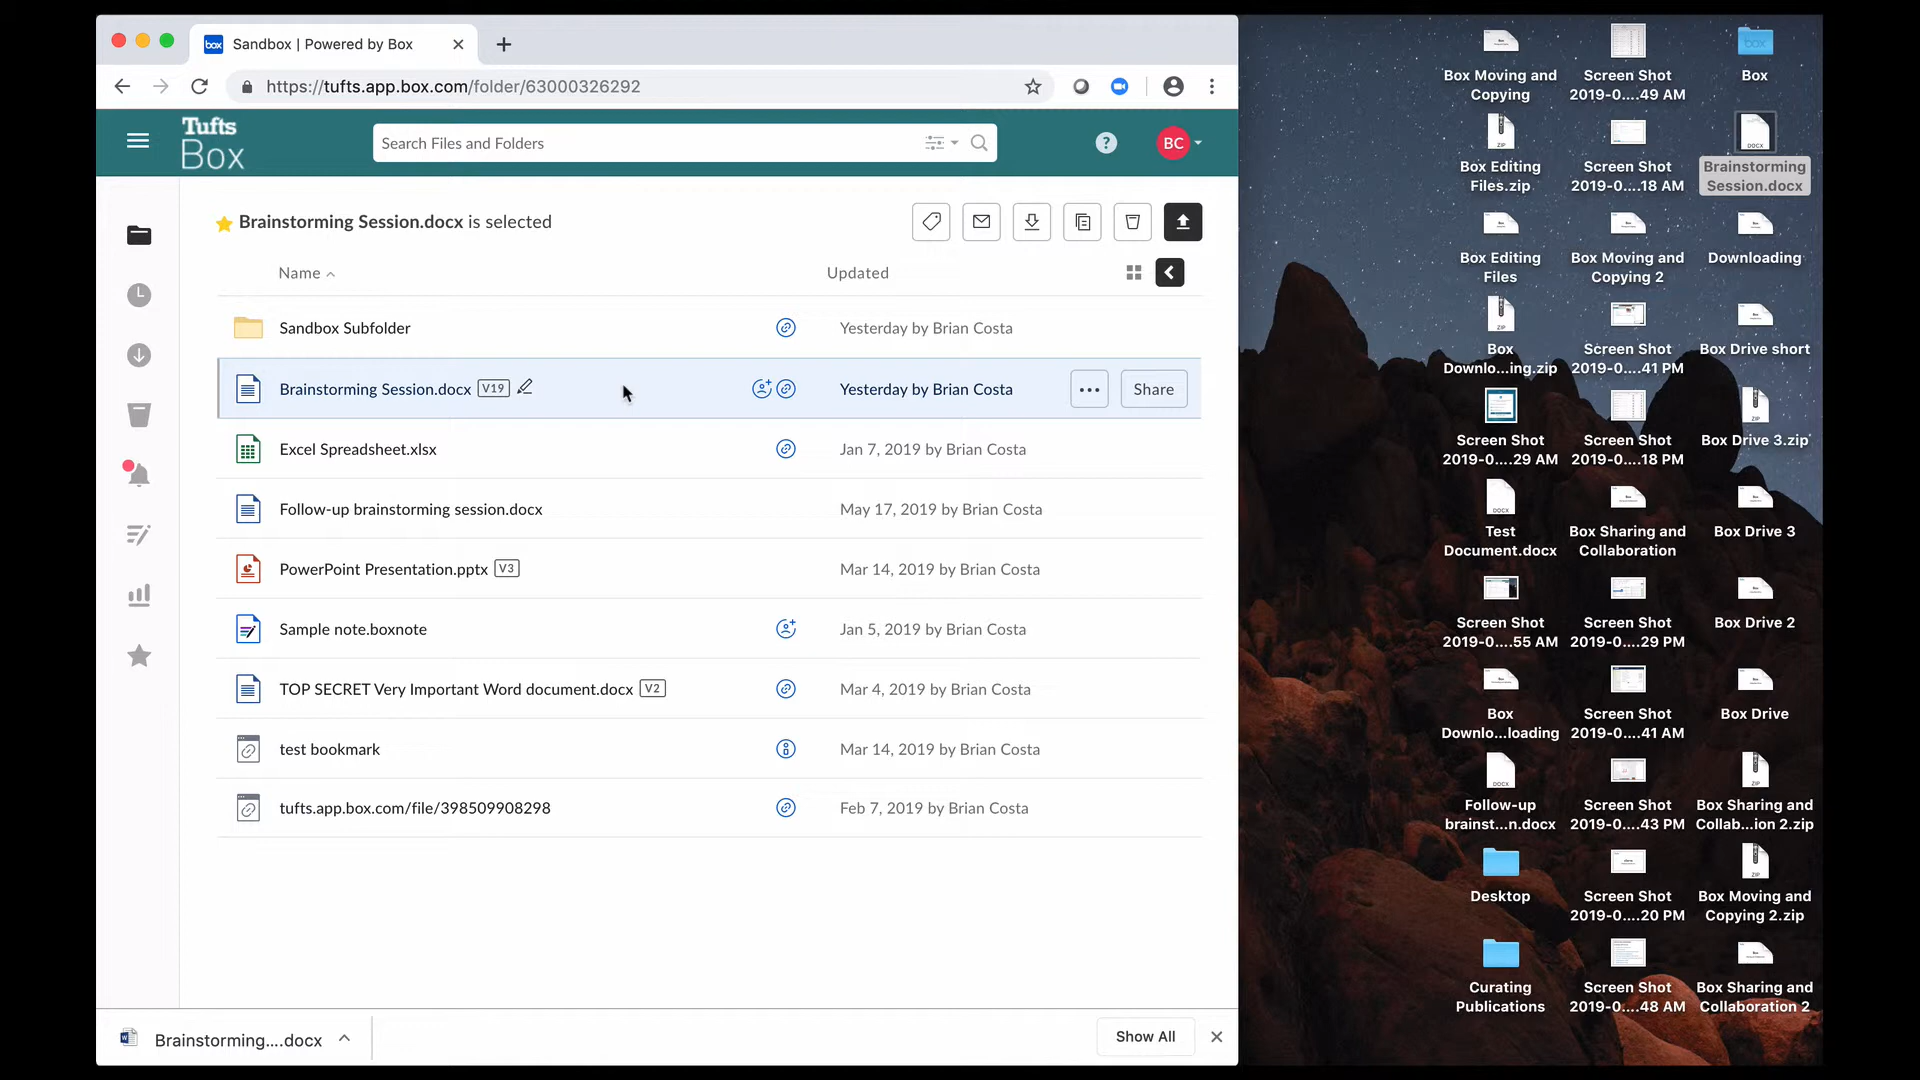 Sandbox | Powered by Box
https://tufts.app.box.com/folder/63000326292
Tufts
Box
Search Files and Folders
?
BC
Brainstorming Session.docx is selected
Name
Updated
Sandbox Subfolder
Yesterday by Brian Costa
Brainstorming Session.docx V19
Yesterday by Brian Costa
Share
Excel Spreadsheet.xlsx
Jan 7, 2019 by Brian Costa
Follow-up brainstorming session.docx
May 17, 2019 by Brian Costa
PowerPoint Presentation.pptx V3
Mar 14, 2019 by Brian Costa
Sample note.boxnote
Jan 5, 2019 by Brian Costa
TOP SECRET Very Important Word document.docx V2
Mar 4, 2019 by Brian Costa
test bookmark
Mar 14, 2019 by Brian Costa
tufts.app.box.com/file/398509908298
Feb 7, 2019 by Brian Costa
Brainstorming....docx
Show All
Box Moving and
Copying
Screen Shot
2019-0....49 AM
Box
ZIP
Box Editing
Files.zip
Screen Shot
2019-0....18 AM
DOCX
Brainstorming
Session.docx
Box Editing
Files
Box Moving and
Copying 2
Downloading
ZIP
Box
Downlo...ing.zip
Screen Shot
2019-0....41 PM
Box Drive short
Screen Shot
2019-0....29 AM
Screen Shot
2019-0....18 PM
ZIP
Box Drive 3.zip
DOCX
Test
Document.docx
Box Sharing and
Collaboration
Box Drive 3
Screen Shot
2019-0....55 AM
Screen Shot
2019-0....29 PM
Box Drive 2
Box
Downlo...loading
Screen Shot
2019-0....41 AM
Box Drive
DOCX
Follow-up
brainst...n.docx
Screen Shot
2019-0....43 PM
ZIP
Box Sharing and
Collab...ion 2.zip
Desktop
Screen Shot
2019-0....20 PM
ZIP
Box Moving and
Copying 2.zip
Curating
Publications
Screen Shot
2019-0....48 AM
Box Sharing and
Collaboration 2